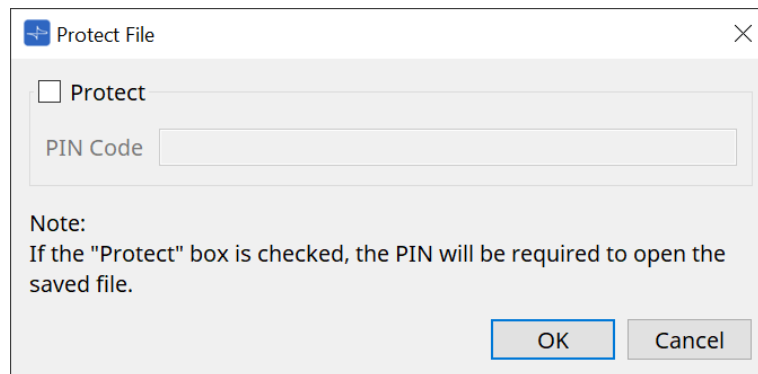 Protect File
Protect
PIN Code
Note:
If the "Protect" box is checked, the PIN will be required to open the
saved file.
OK Cancel